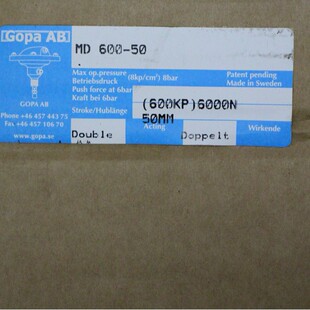 Gopa AB
MD 600-50
Max op.pressure (8kp/cm²) 8bar
Betriebsdruck
Patent pending
Made in Sweden
Push force at 6bar
Kraft bei 6bar
(600KP)6000N
Stroke/Hublänge
50MM
GOPA AB
Phone +46 457 443 75
Fax +46 457 106 70
www.gopa.se
Double Acting Doppelt Wirkende